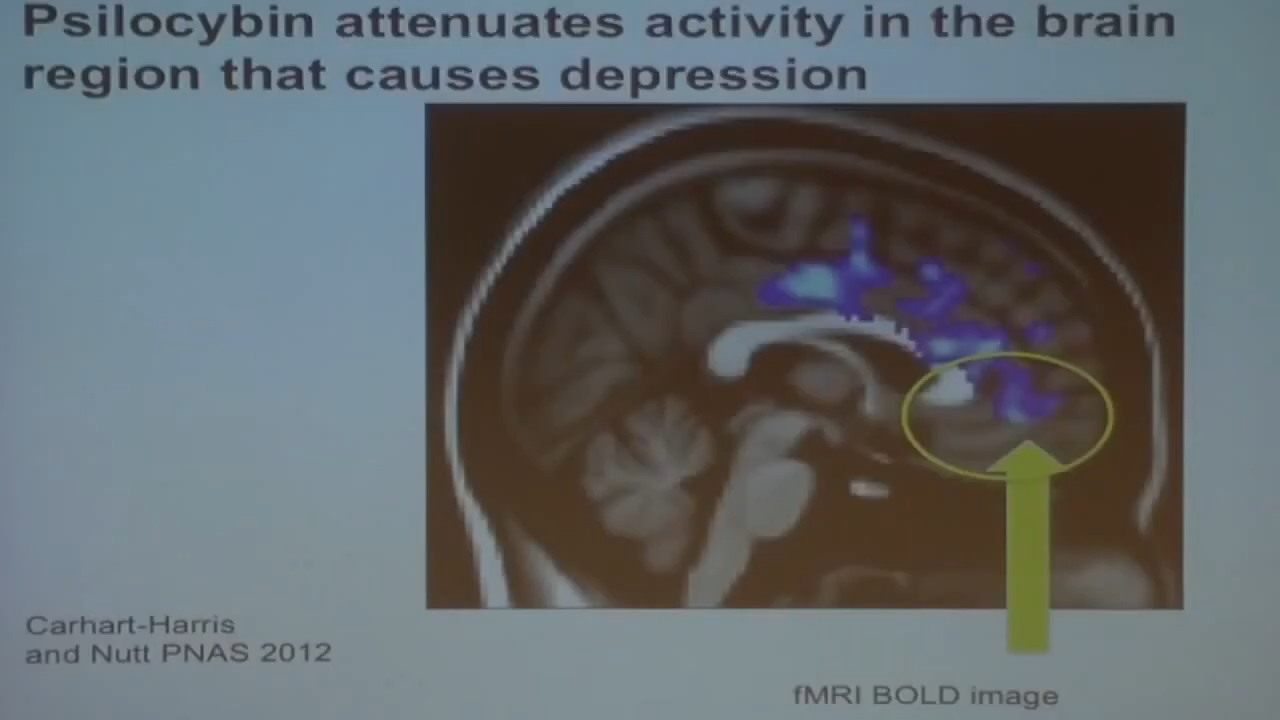 Psilocybin attenuates activity in the brain
region that causes depression
Carhart-Harris
and Nutt PNAS 2012
fMRI BOLD image